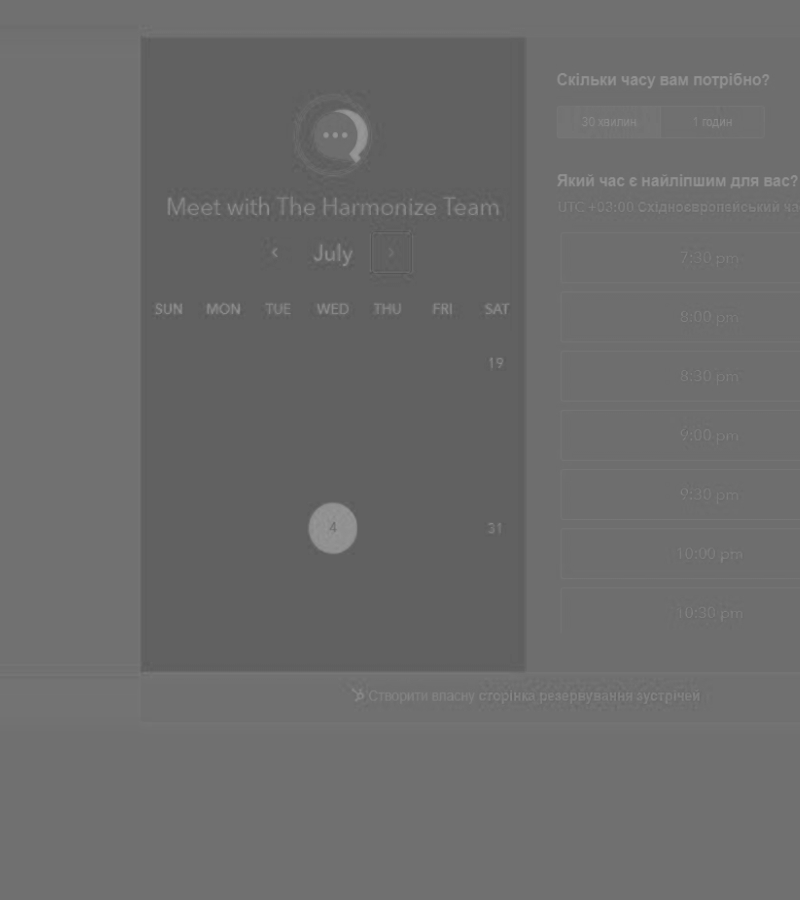 Meet with The Harmonize Team
July
SUN MON TUE WED THU FRI SAT
19
4 31
Скільки часу вам потрібно?
30 хвилин 1 годин
Який час є найліпшим для вас?
UTC +03:00 Східноєвропейський
7:30 pm
8:00 pm
8:30 pm
9:00 pm
9:30 pm
10:00 pm
10:30 pm
Створити власну сторінка резервування зустрічей